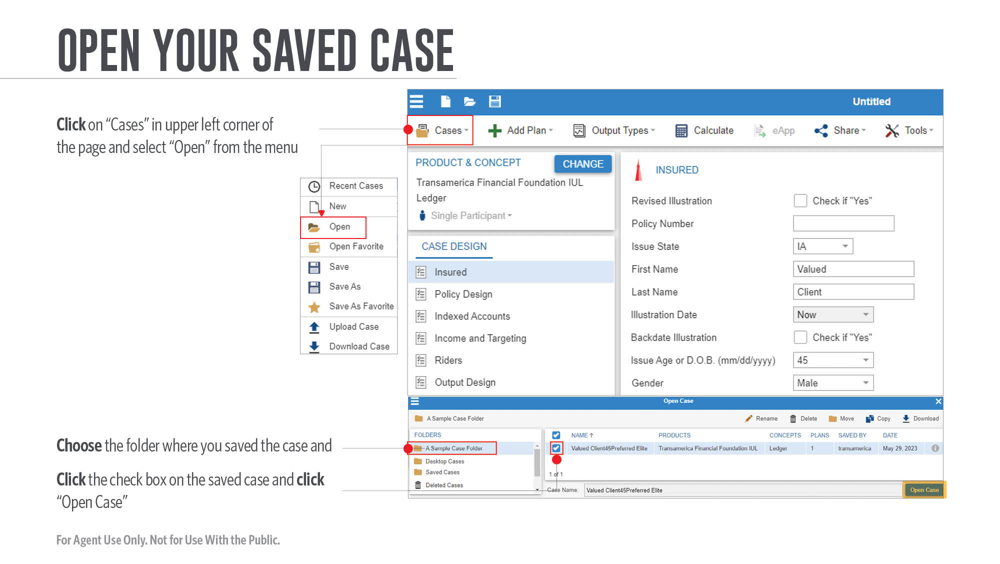 OPEN YOUR SAVED CASE
Click on “Cases” in upper left corner of
the page and select “Open” from the menu
Recent Cases
New
Open
Open Favorite
Save
Save As
Save As Favorite
Upload Case
Download Case
Untitled
Cases Add Plan Output Types Calculate eApp Share Tools
PRODUCT & CONCEPT CHANGE
Transamerica Financial Foundation IUL
Ledger
Single Participant
CASE DESIGN
Insured
Policy Design
Indexed Accounts
Income and Targeting
Riders
Output Design
INSURED
Revised Illustration Check if "Yes"
Policy Number
Issue State IA
First Name Valued
Last Name Client
Illustration Date Now
Backdate Illustration Check if "Yes"
Issue Age or D.O.B. (mm/dd/yyyy) 45
Gender Male
Choose the folder where you saved the case and
Click the check box on the saved case and click
“Open Case”
Open Case
A Sample Case Folder Rename Delete Move Copy Download
FOLDERS
A Sample Case Folder
Desktop Cases
Saved Cases
Deleted Cases
NAME PRODUCTS CONCEPTS PLANS SAVED BY DATE
Valued Client45Preferred Elite Transamerica Financial Foundation IUL Ledger 1 transamerica May 29, 2023
1 of 1
Case Name: Valued Client45Preferred Elite Open Case
For Agent Use Only. Not for Use With the Public.